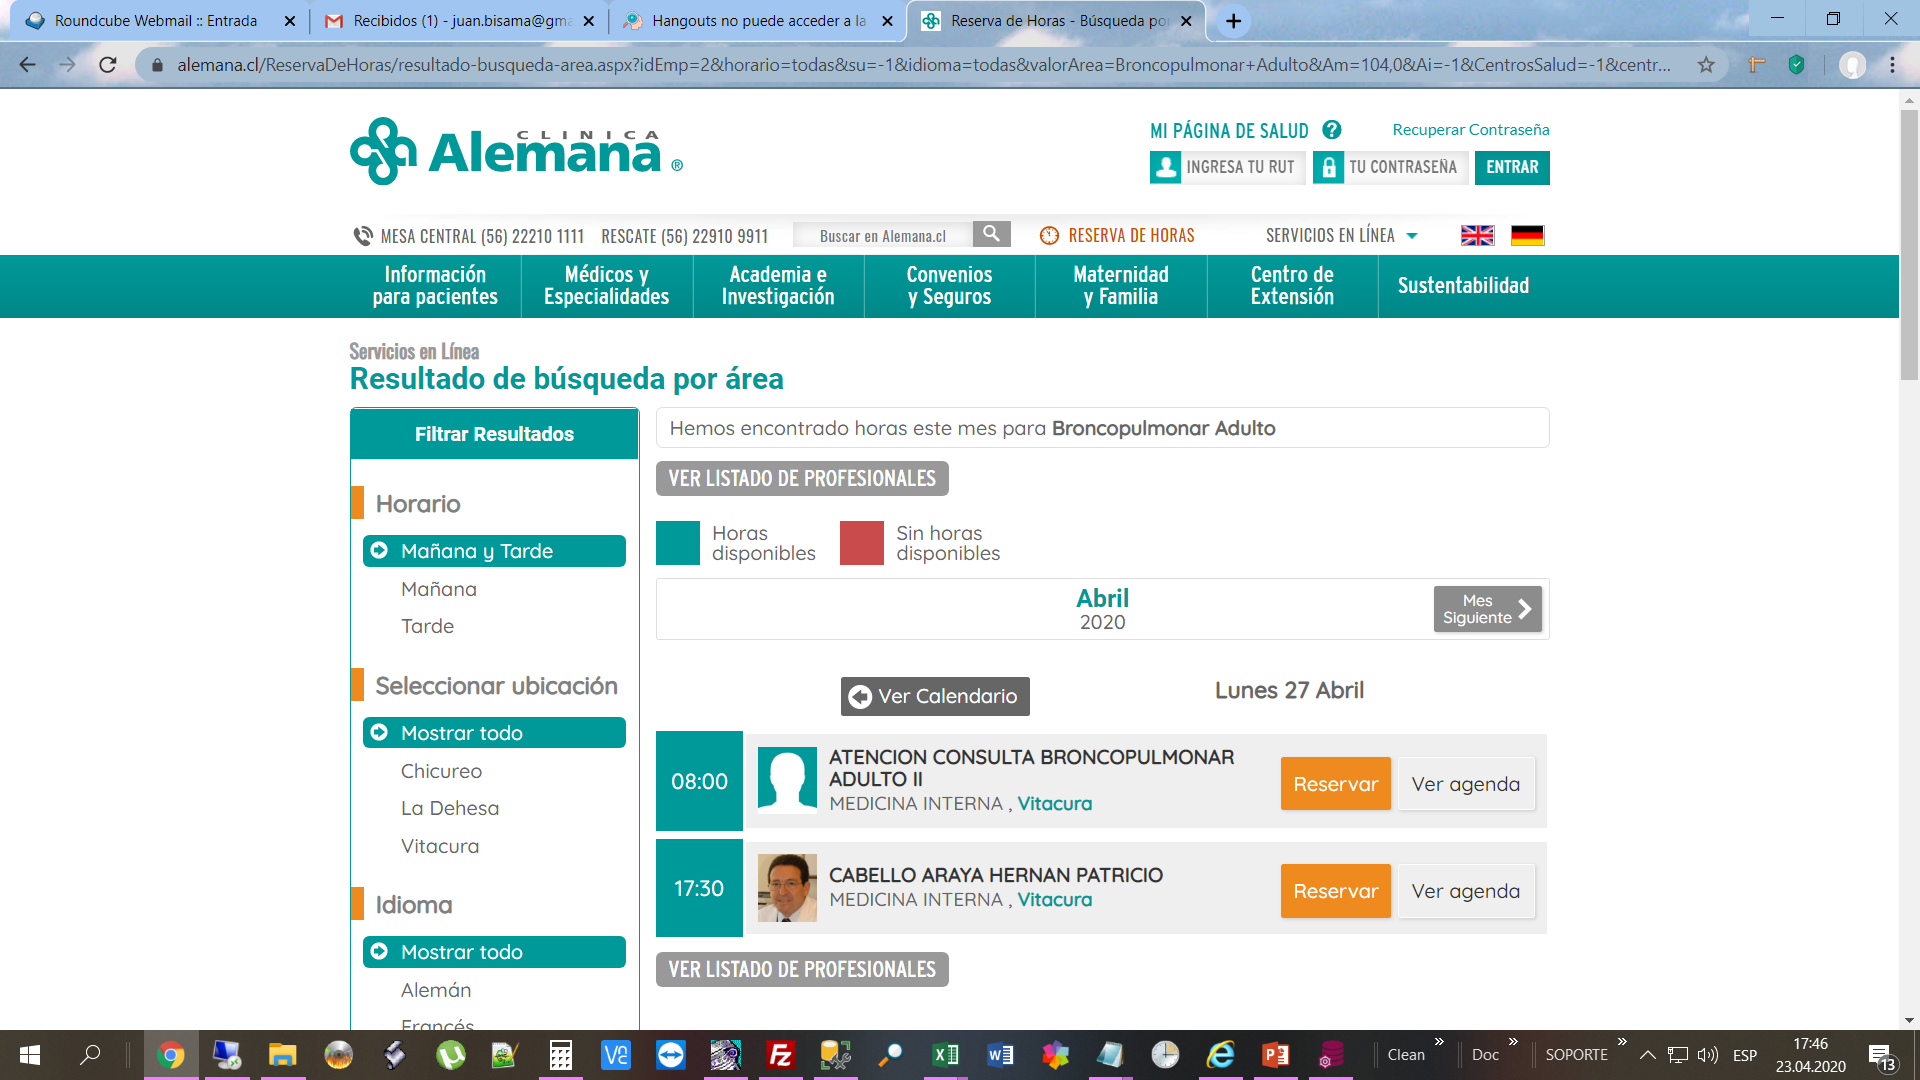 Roundcube Webmail :: Entrada
Recibidos (1) - juan.bisama@gma
Hangouts no puede acceder a la
Reserva de Horas - Búsqueda po
alemana.cl/ReservaDeHoras/resultado-busqueda-area.aspx?idEmp=2&horario=todas&su=-1&idioma=todas&valorArea=Broncopulmonar+Adulto&Am=104,0&Ai=-1&CentrosSalud=-1&centr...
CLINICA
Alemana ®
MI PÁGINA DE SALUD ?
Recuperar Contraseña
INGRESA TU RUT
TU CONTRASEÑA
ENTRAR
MESA CENTRAL (56) 22210 1111
RESCATE (56) 22910 9911
Buscar en Alemana.cl
RESERVA DE HORAS
SERVICIOS EN LÍNEA
Información
para pacientes
Médicos y
Especialidades
Academia e
Investigación
Convenios
y Seguros
Maternidad
y Familia
Centro de
Extensión
Sustentabilidad
Servicios en Línea
Resultado de búsqueda por área
Filtrar Resultados
Horario
Mañana y Tarde
Mañana
Tarde
Seleccionar ubicación
Mostrar todo
Chicureo
La Dehesa
Vitacura
Idioma
Mostrar todo
Alemán
Francés
Hemos encontrado horas este mes para Broncopulmonar Adulto
VER LISTADO DE PROFESIONALES
Horas
disponibles
Sin horas
disponibles
Abril
2020
Mes
Siguiente
Ver Calendario
Lunes 27 Abril
08:00
ATENCION CONSULTA BRONCOPULMONAR
ADULTO II
MEDICINA INTERNA , Vitacura
Reservar
Ver agenda
17:30
CABELLO ARAYA HERNAN PATRICIO
MEDICINA INTERNA , Vitacura
Reservar
Ver agenda
VER LISTADO DE PROFESIONALES
Clean
Doc
SOPORTE
ESP
17:46
23.04.2020
13